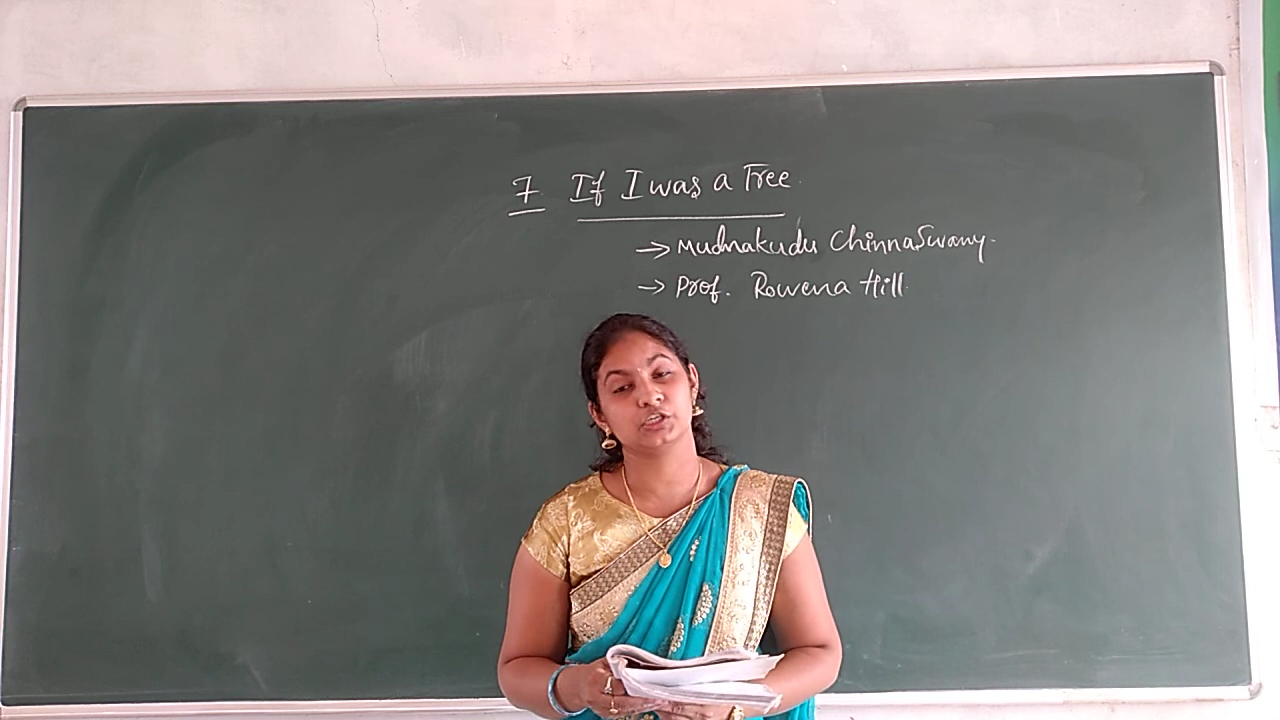 7 If I was a Tree.
→ Mudnakudu ChinnaSwamy.
→ Prof. Rowena Hill.